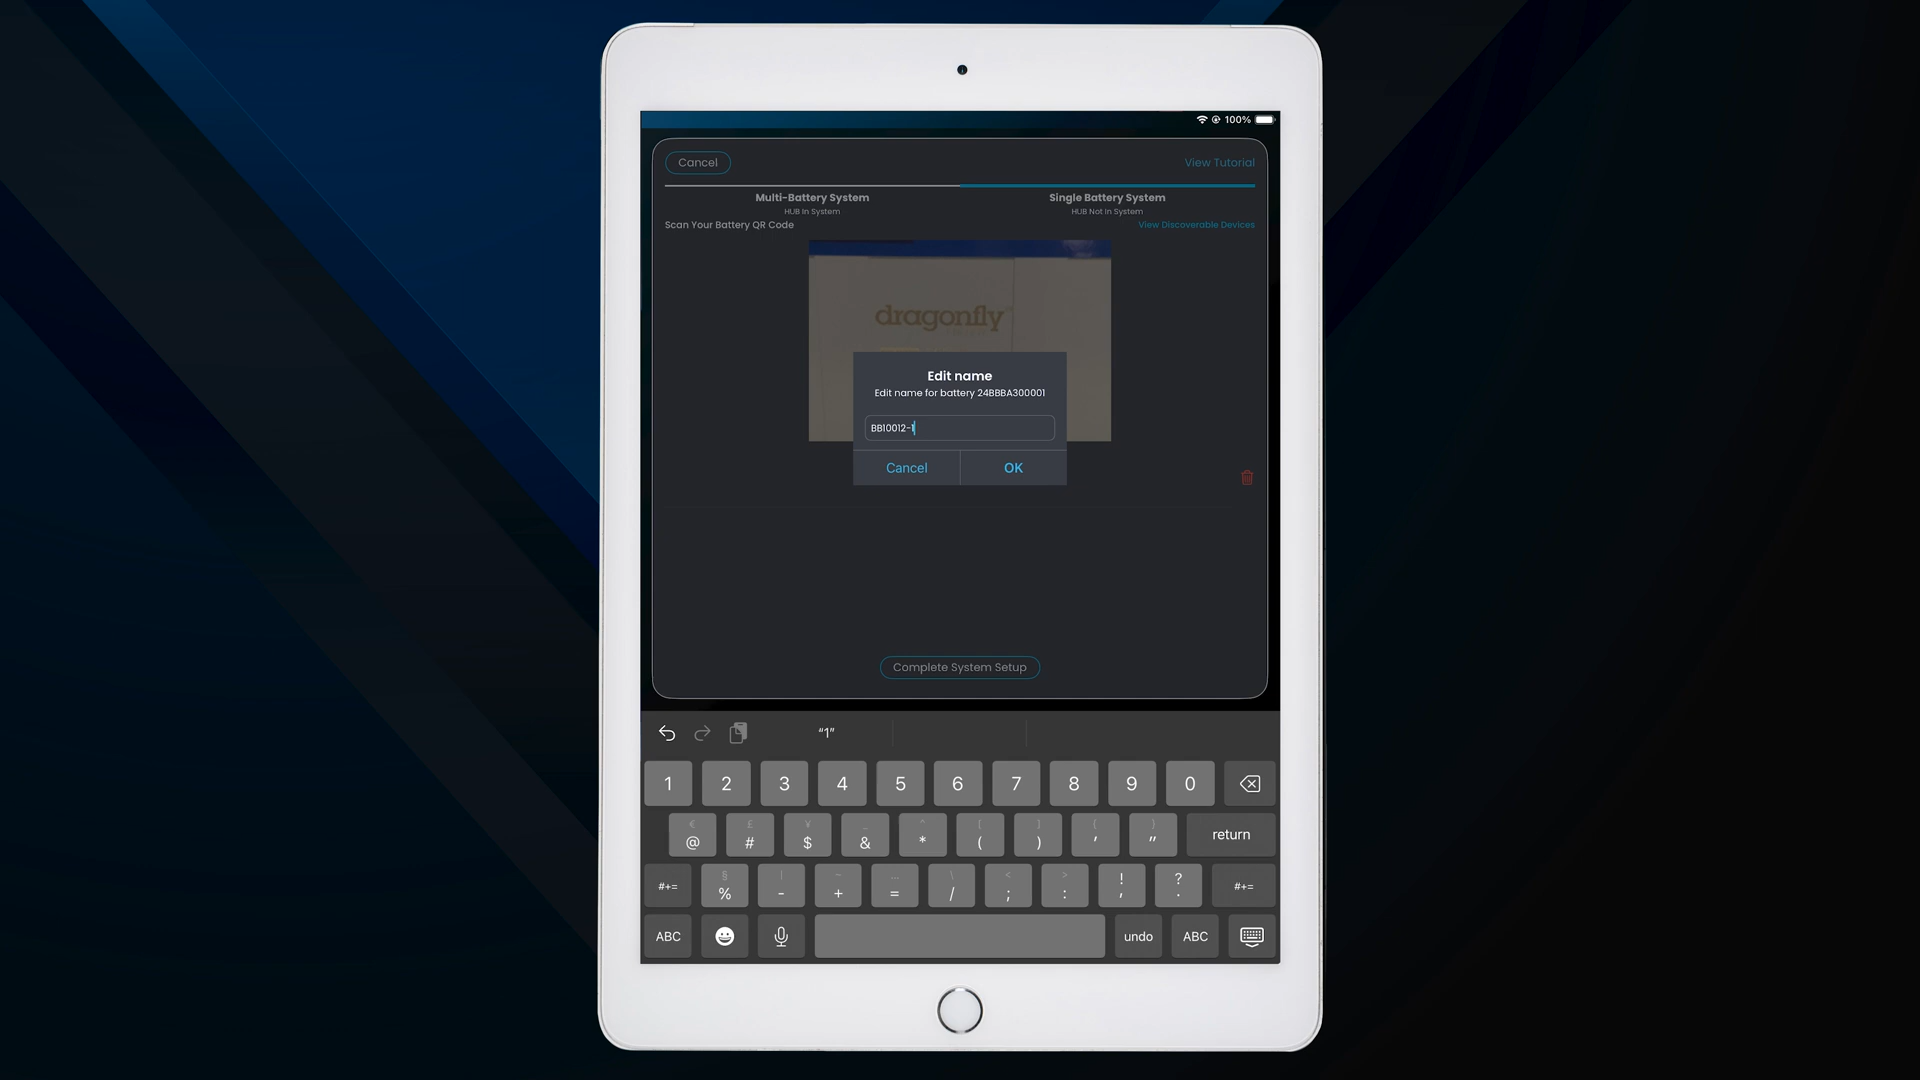 100%
Cancel
View Tutorial
Multi-Battery System
HUB In System
Single Battery System
HUB Not In System
Scan Your Battery QR Code
View Discoverable Devices
dragonfly
Edit name
Edit name for battery 24BBBA300001
BB10012-1
Cancel
OK
Complete System Setup
“1”
1 2 3 4 5 6 7 8 9 0
€ £ ¥ _ ^ [ ] { }
@ # $ & * ( ) ' "
return
§ | ~ … \ < > ! ?
#+= % - + = / ; : , . #+=
ABC
undo
ABC